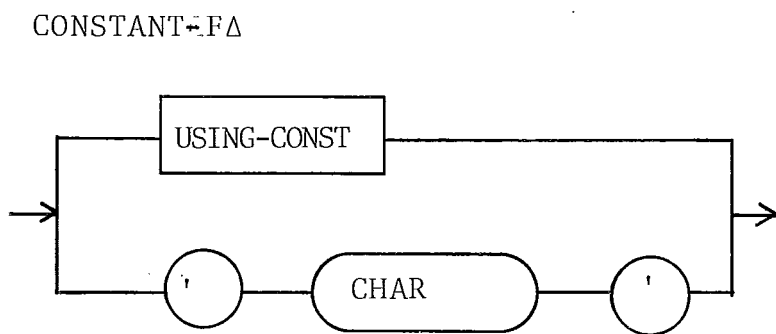 CONSTANT-FΔ
USING-CONST
' CHAR '